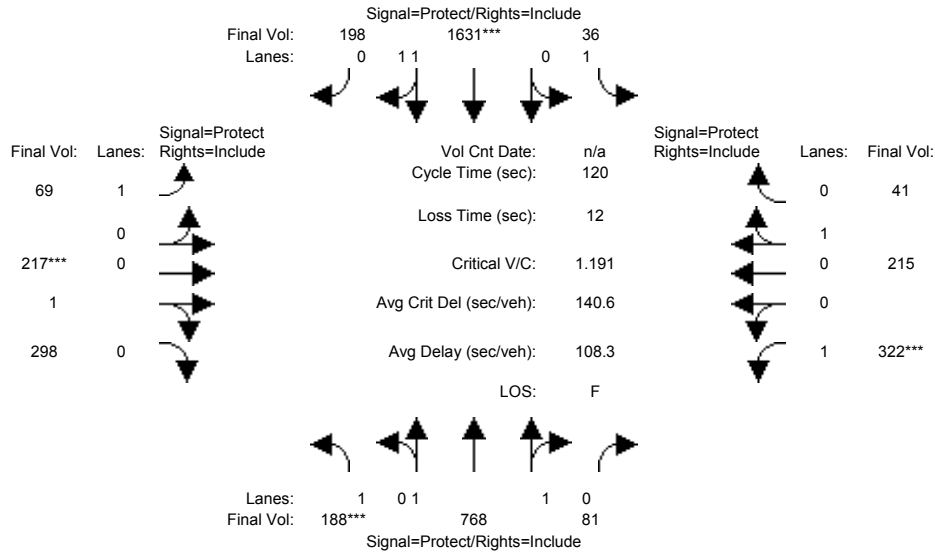 Signal=Protect/Rights=Include
Final Vol: 198 1631*** 36
Lanes: 0 1 1 0 1
Signal=Protect
Final Vol: Lanes: Rights=Include
Vol Cnt Date: n/a
Signal=Protect
Rights=Include Lanes: Final Vol:
Cycle Time (sec): 120
69 1 0 41
Loss Time (sec): 12
0 1
217*** 0 Critical V/C: 1.191 0 215
1 0 Avg Crit Del (sec/veh): 140.6 0
298 0 Avg Delay (sec/veh): 108.3 1 322***
LOS: F
Lanes: 1 0 1 1 0
Final Vol: 188*** 768 81
Signal=Protect/Rights=Include